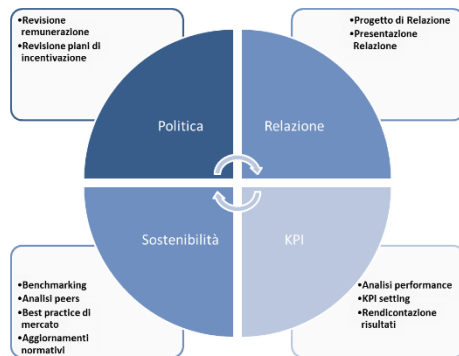 •Revisione
remunerazione
•Revisione piani di
incentivazione
•Progetto di Relazione
•Presentazione
Relazione
Politica
Relazione
Sostenibilità
KPI
•Benchmarking
•Analisi peers
•Best practice di
mercato
•Aggiornamenti
normativi
•Analisi performance
•KPI setting
•Rendicontazione
risultati